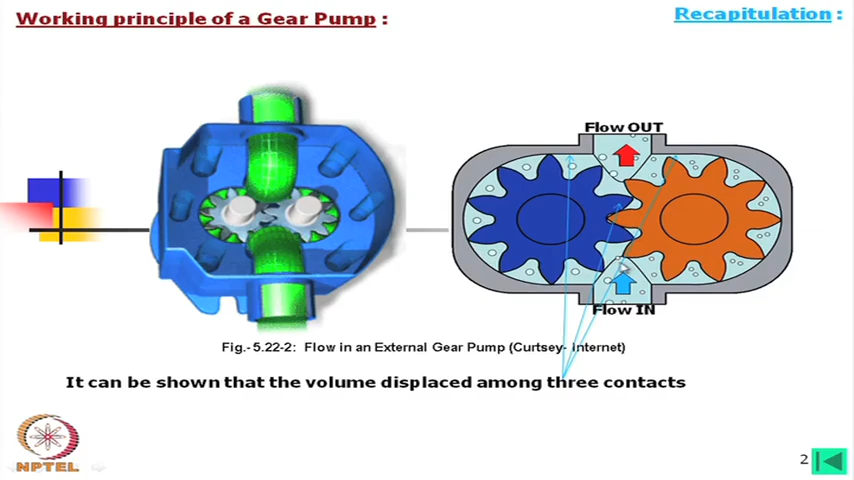 Working principle of a Gear Pump :
Recapitulation :
Flow OUT
Flow IN
Fig.- 5.22-2: Flow in an External Gear Pump (Curtsey- Internet)
It can be shown that the volume displaced among three contacts
NPTEL
2